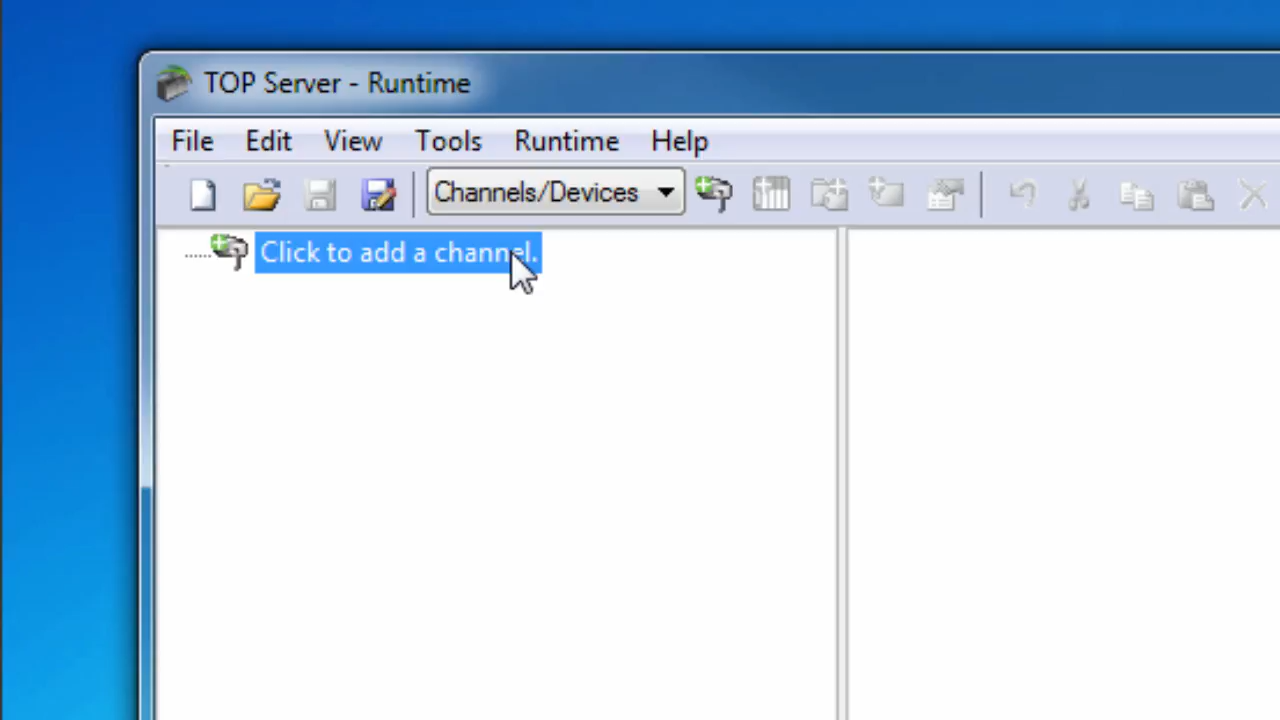 TOP Server - Runtime
File Edit View Tools Runtime Help
Channels/Devices
Click to add a channel.